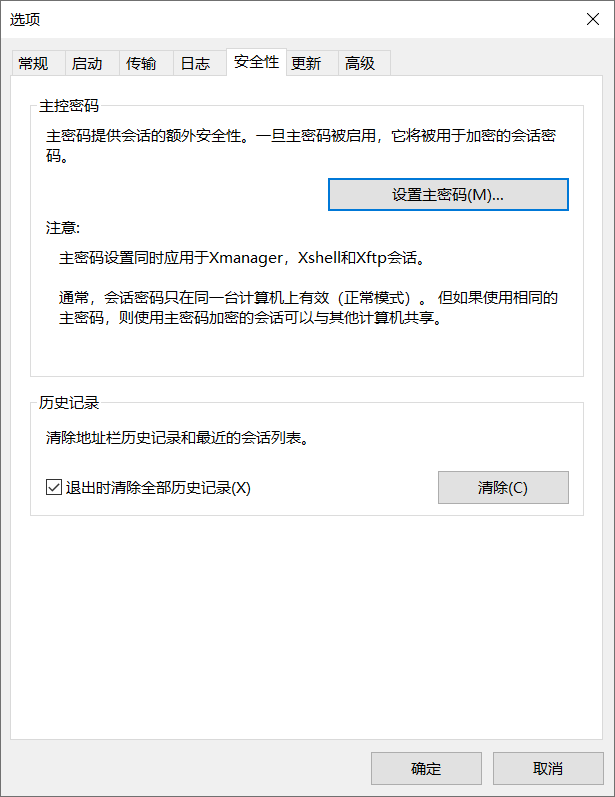 选项
常规
启动
传输
日志
安全性
更新
高级
主控密码
主密码提供会话的额外安全性。一旦主密码被启用，它将被用于加密的会话密
码。
设置主密码(M)...
注意:
主密码设置同时应用于Xmanager，Xshell和Xftp会话。
通常，会话密码只在同一台计算机上有效（正常模式）。 但如果使用相同的
主密码，则使用主密码加密的会话可以与其他计算机共享。
历史记录
清除地址栏历史记录和最近的会话列表。
退出时清除全部历史记录(X)
清除(C)
确定
取消